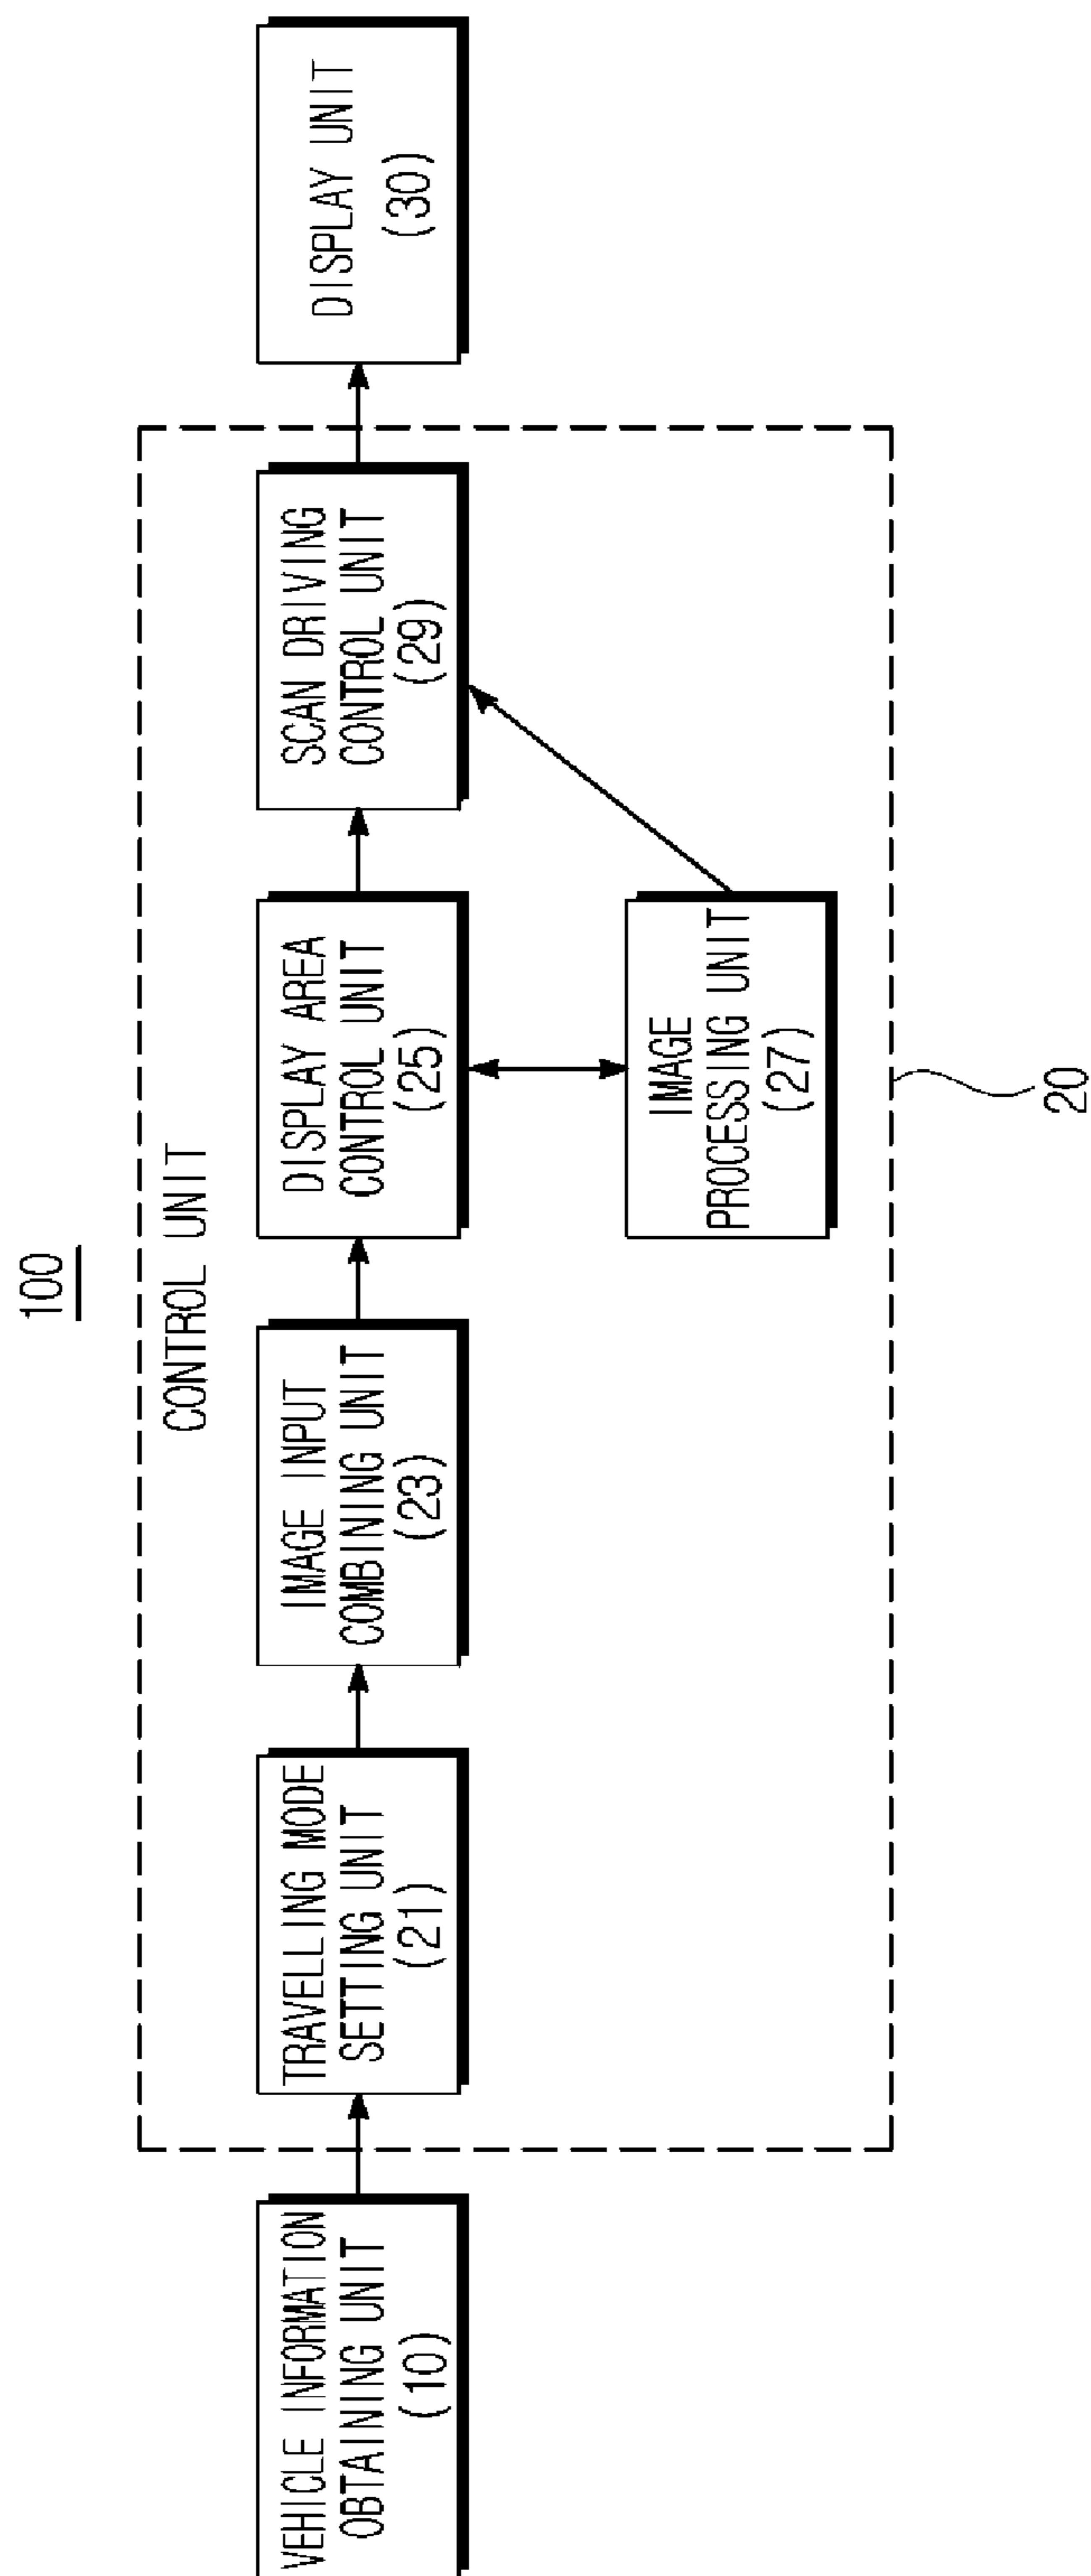 100
CONTROL UNIT
VEHICLE INFORMATION
OBTAINING UNIT
(10)
TRAVELLING MODE
SETTING UNIT
(21)
IMAGE INPUT
COMBINING UNIT
(23)
DISPLAY AREA
CONTROL UNIT
(25)
SCAN DRIVING
CONTROL UNIT
(29)
DISPLAY UNIT
(30)
IMAGE
PROCESSING UNIT
(27)
20